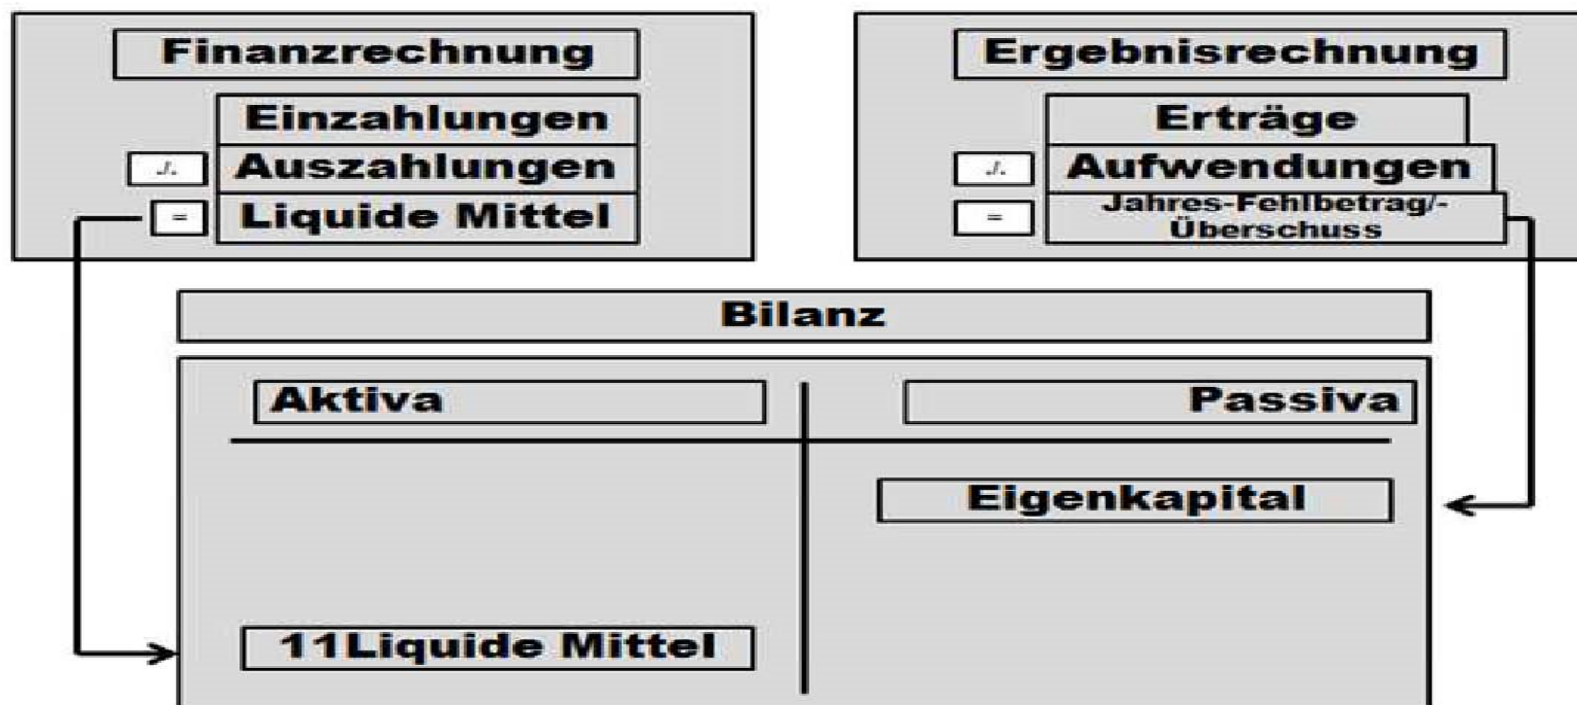 Finanzrechnung
Einzahlungen
./. Auszahlungen
= Liquide Mittel
Ergebnisrechnung
Erträge
./. Aufwendungen
= Jahres-Fehlbetrag/-
Überschuss
Bilanz
Aktiva
Passiva
Eigenkapital
11Liquide Mittel